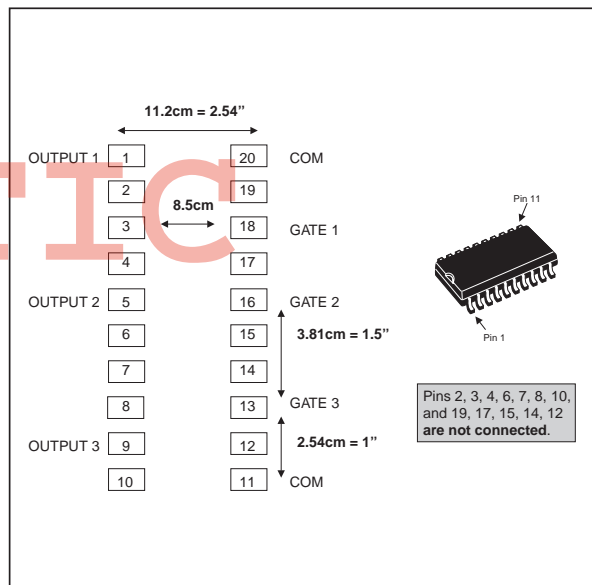 11.2cm = 2.54”
OUTPUT 1 1 20 COM
2 19
8.5cm
3 18 GATE 1
4 17
OUTPUT 2 5 16 GATE 2
6 15
3.81cm = 1.5”
7 14
8 13 GATE 3
OUTPUT 3 9 12
2.54cm = 1”
10 11 COM
Pin 11
Pin 1
Pins 2, 3, 4, 6, 7, 8, 10,
and 19, 17, 15, 14, 12
are not connected.
TIC